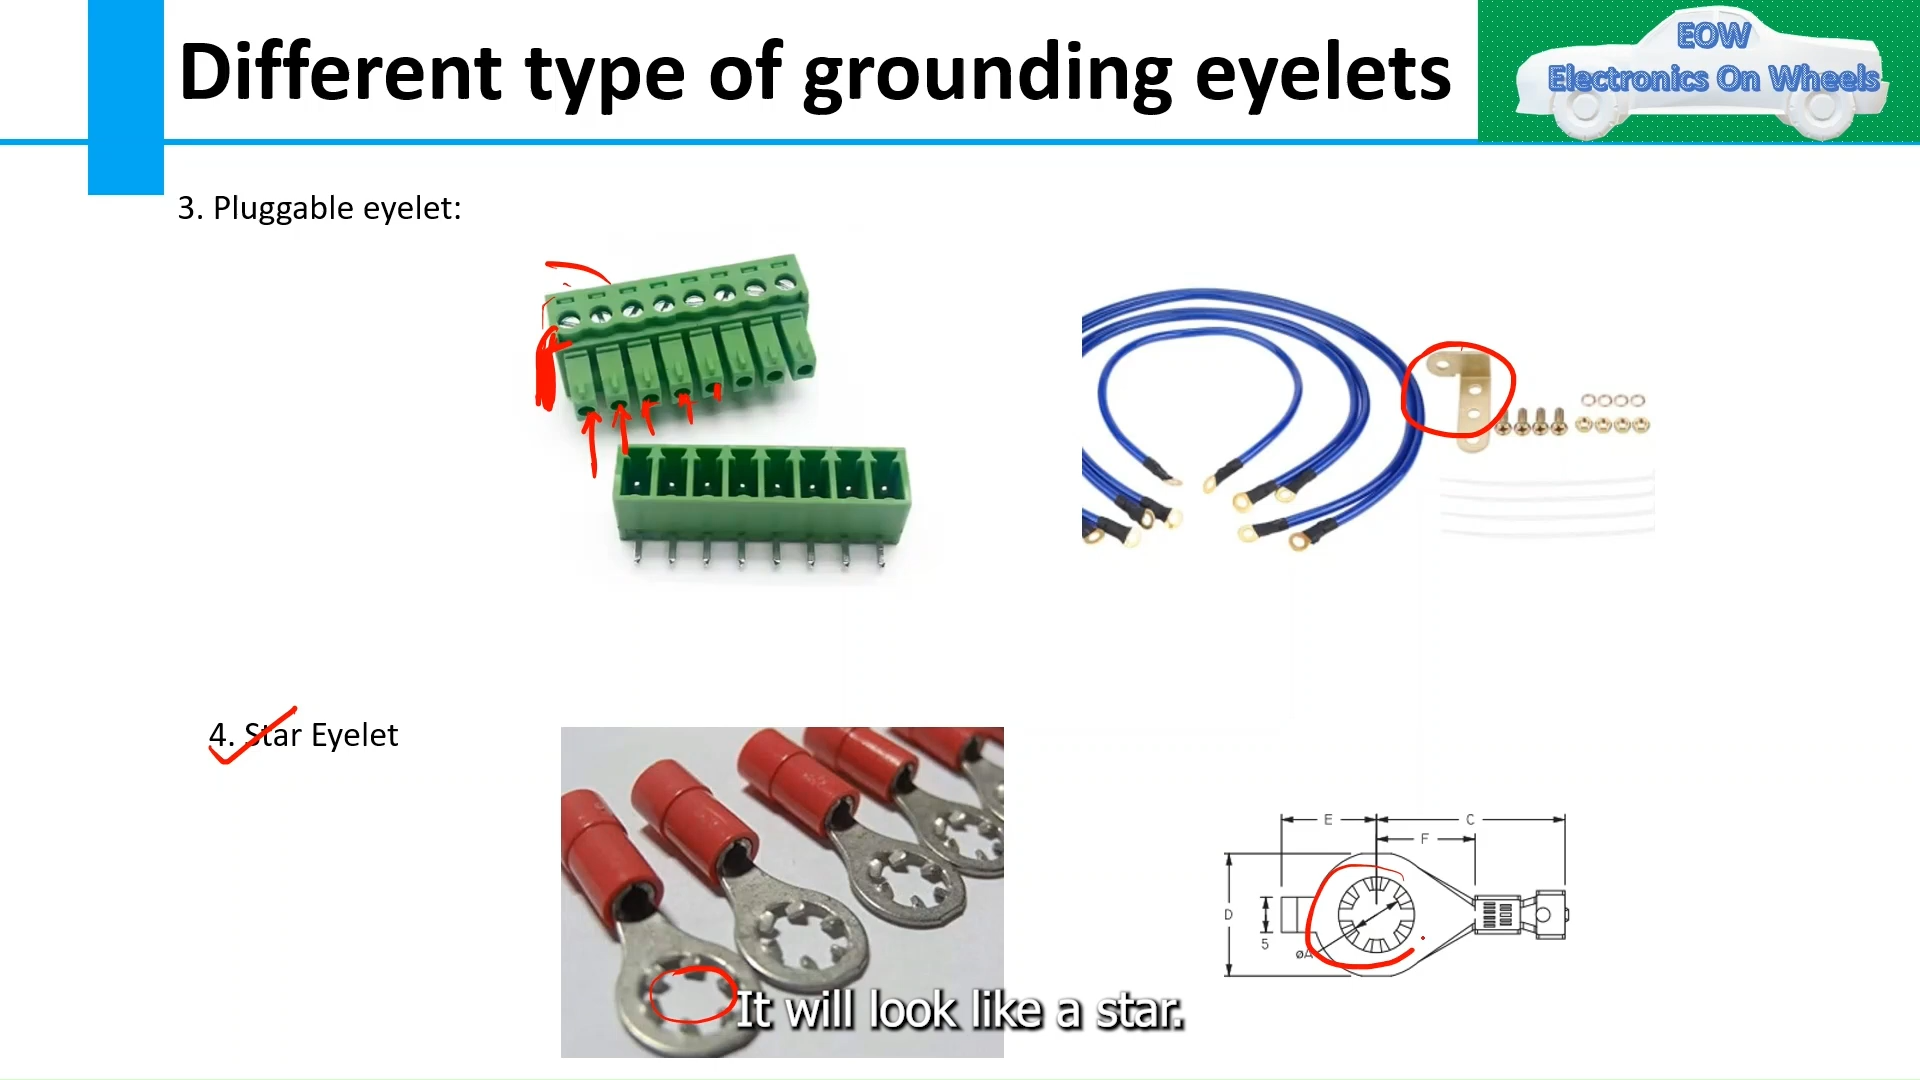 Different type of grounding eyelets
EOW
Electronics On Wheels
3. Pluggable eyelet:
4. Star Eyelet
E
C
F
D
5
øA
It will look like a star.